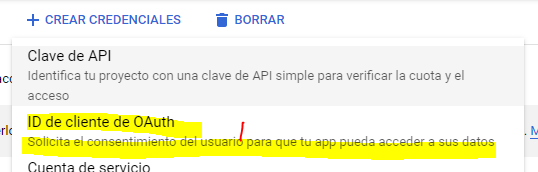 + CREAR CREDENCIALES BORRAR
Clave de API
Identifica tu proyecto con una clave de API simple para verificar la cuota y el
acceso
ID de cliente de OAuth
Solicita el consentimiento del usuario para que tu app pueda acceder a sus datos
Cuenta de servicio